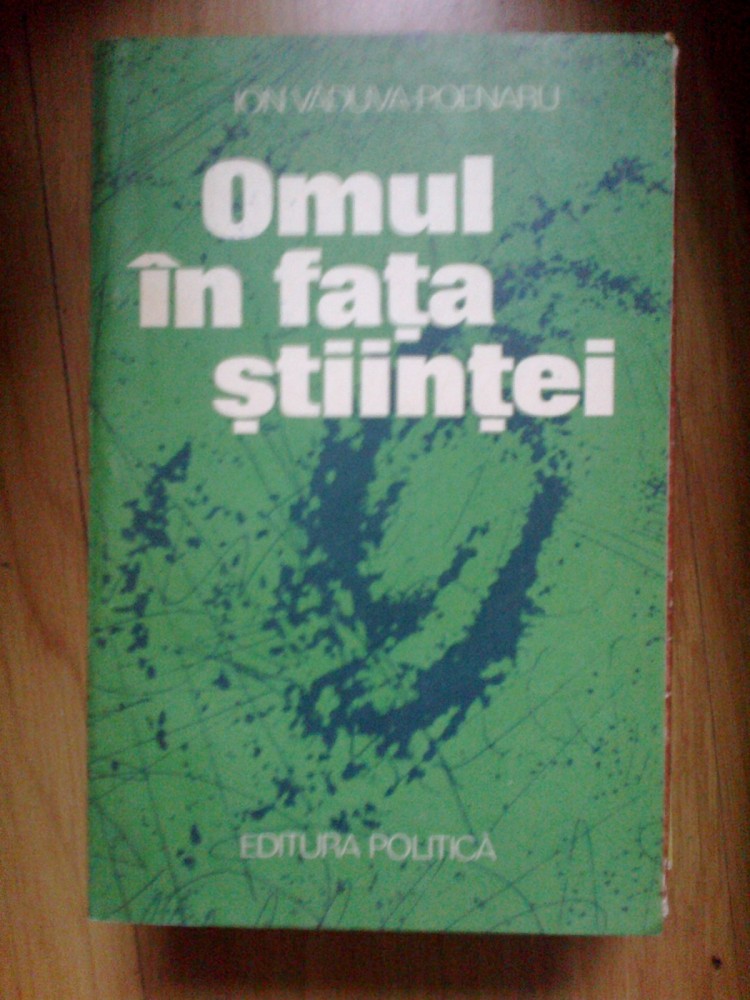 ION VĂDUVA-POENARU
Omul
în fața
științei
EDITURA POLITICĂ